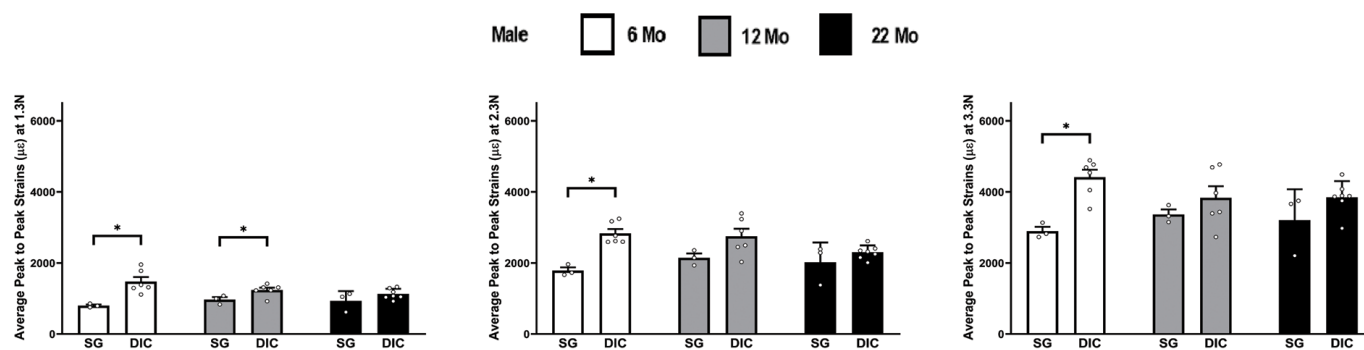 Male 6 Mo 12 Mo 22 Mo
Average Peak to Peak Strains (με) at 1.3N
6000
4000
2000
0
*
*
SG DIC SG DIC SG DIC
Average Peak to Peak Strains (με) at 2.3N
6000
4000
2000
0
*
SG DIC SG DIC SG DIC
Average Peak to Peak Strains (με) at 3.3N
6000
4000
2000
0
*
SG DIC SG DIC SG DIC